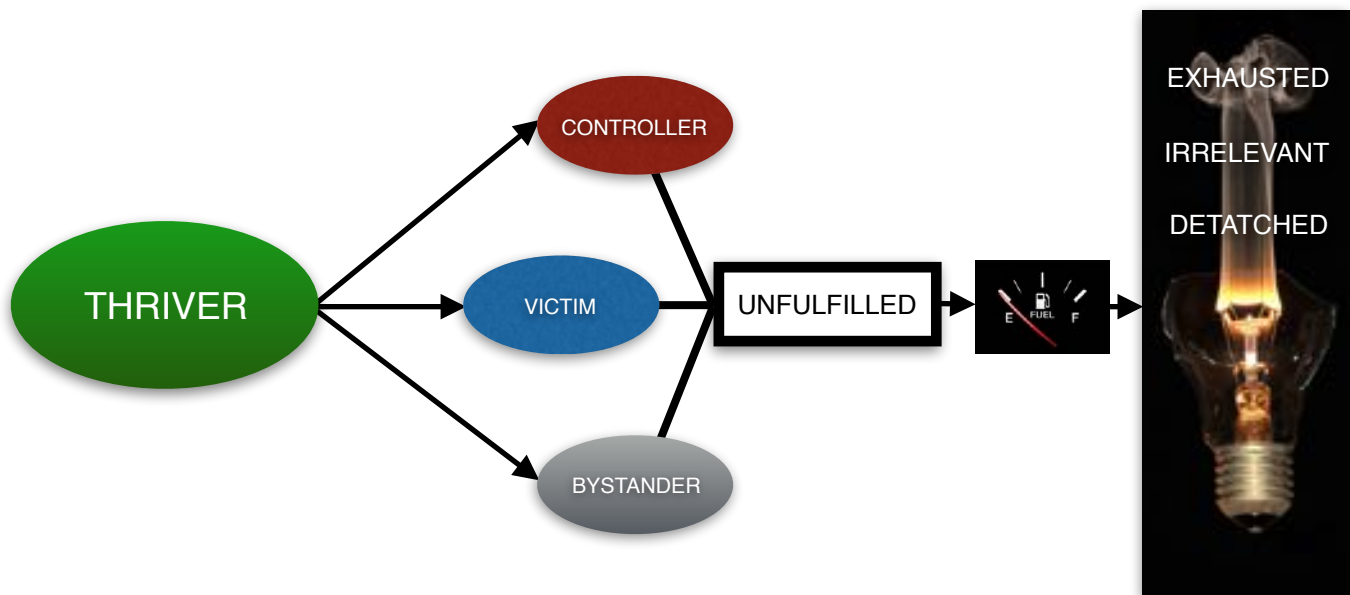 THRIVER
CONTROLLER
VICTIM
BYSTANDER
UNFULFILLED
E FUEL F
EXHAUSTED
IRRELEVANT
DETATCHED